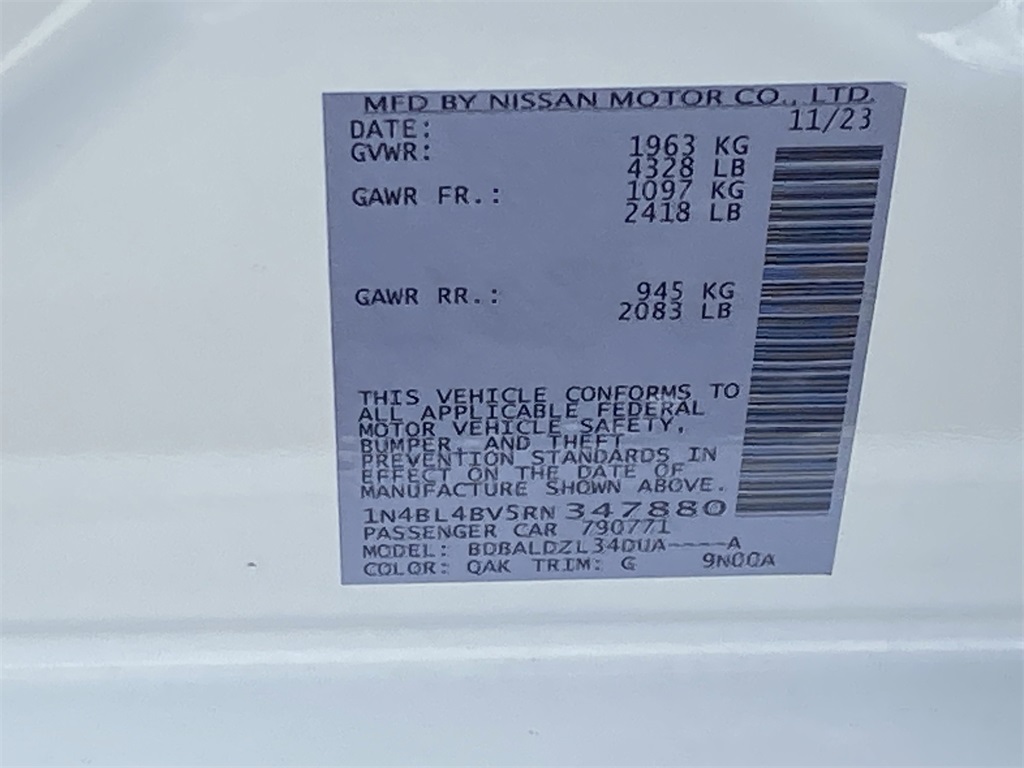 MFD BY NISSAN MOTOR CO., LTD.
DATE: 11/23
GVWR: 1963 KG
4328 LB
GAWR FR.: 1097 KG
2418 LB
GAWR RR.: 945 KG
2083 LB
THIS VEHICLE CONFORMS TO
ALL APPLICABLE FEDERAL
MOTOR VEHICLE SAFETY,
BUMPER, AND THEFT
PREVENTION STANDARDS IN
EFFECT ON THE DATE OF
MANUFACTURE SHOWN ABOVE.
1N4BL4BV5RN347880
PASSENGER CAR 790771
MODEL: BDBALDZL34DUA-----A
COLOR: QAK TRIM: G 9N00A